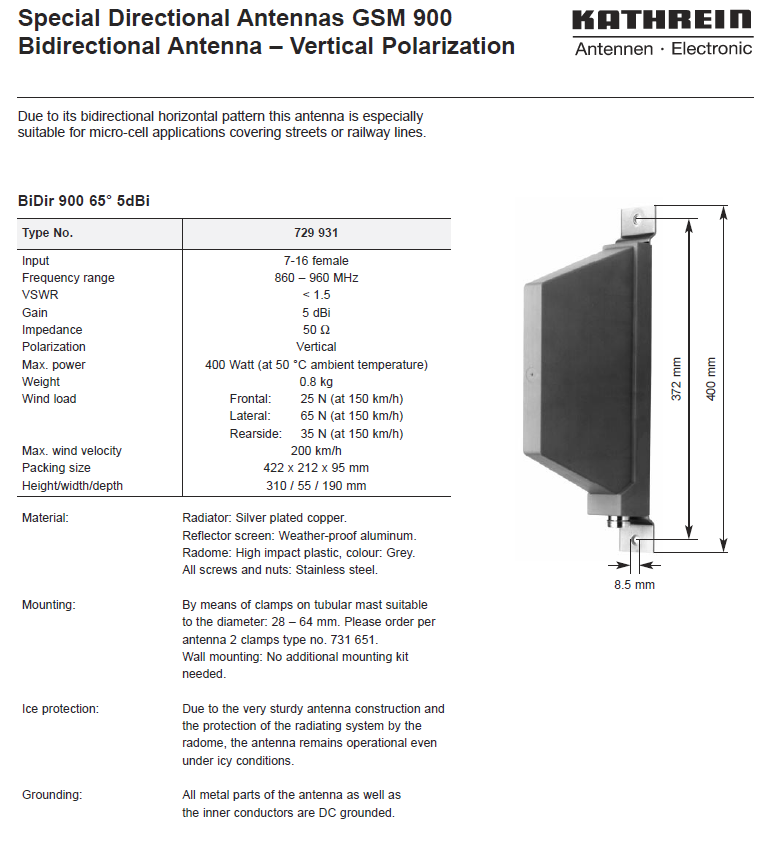 Special Directional Antennas GSM 900
Bidirectional Antenna – Vertical Polarization
KATHREIN
Antennen · Electronic
Due to its bidirectional horizontal pattern this antenna is especially
suitable for micro-cell applications covering streets or railway lines.
BiDir 900 65° 5dBi
Type No. 729 931
Input 7-16 female
Frequency range 860 – 960 MHz
VSWR < 1.5
Gain 5 dBi
Impedance 50 Ω
Polarization Vertical
Max. power 400 Watt (at 50 °C ambient temperature)
Weight 0.8 kg
Wind load Frontal: 25 N (at 150 km/h)
Lateral: 65 N (at 150 km/h)
Rearside: 35 N (at 150 km/h)
Max. wind velocity 200 km/h
Packing size 422 x 212 x 95 mm
Height/width/depth 310 / 55 / 190 mm
372 mm
400 mm
8.5 mm
Material: Radiator: Silver plated copper.
Reflector screen: Weather-proof aluminum.
Radome: High impact plastic, colour: Grey.
All screws and nuts: Stainless steel.
Mounting: By means of clamps on tubular mast suitable
to the diameter: 28 – 64 mm. Please order per
antenna 2 clamps type no. 731 651.
Wall mounting: No additional mounting kit
needed.
Ice protection: Due to the very sturdy antenna construction and
the protection of the radiating system by the
radome, the antenna remains operational even
under icy conditions.
Grounding: All metal parts of the antenna as well as
the inner conductors are DC grounded.